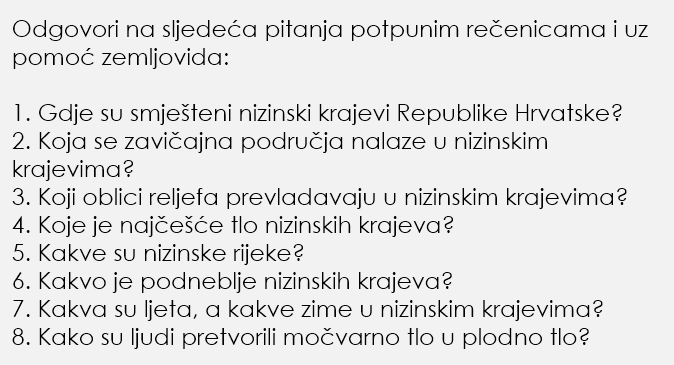 Odgovori na sljedeća pitanja potpunim rečenicama i uz
pomoć zemljovida:
1. Gdje su smješteni nizinski krajevi Republike Hrvatske?
2. Koja se zavičajna područja nalaze u nizinskim
krajevima?
3. Koji oblici reljefa prevladavaju u nizinskim krajevima?
4. Koje je najčešće tlo nizinskih krajeva?
5. Kakve su nizinske rijeke?
6. Kakvo je podneblje nizinskih krajeva?
7. Kakva su ljeta, a kakve zime u nizinskim krajevima?
8. Kako su ljudi pretvorili močvarno tlo u plodno tlo?